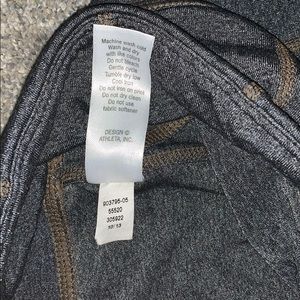 Machine wash cold
Wash and dry
with like colors
Do not bleach
Gentle cycle
Tumble dry low
Cool iron
Do not iron on print
Do not dry clean
Do not use
fabric softener
DESIGN ©
ATHLETA, INC.
903795-05
55520
305922
12/13